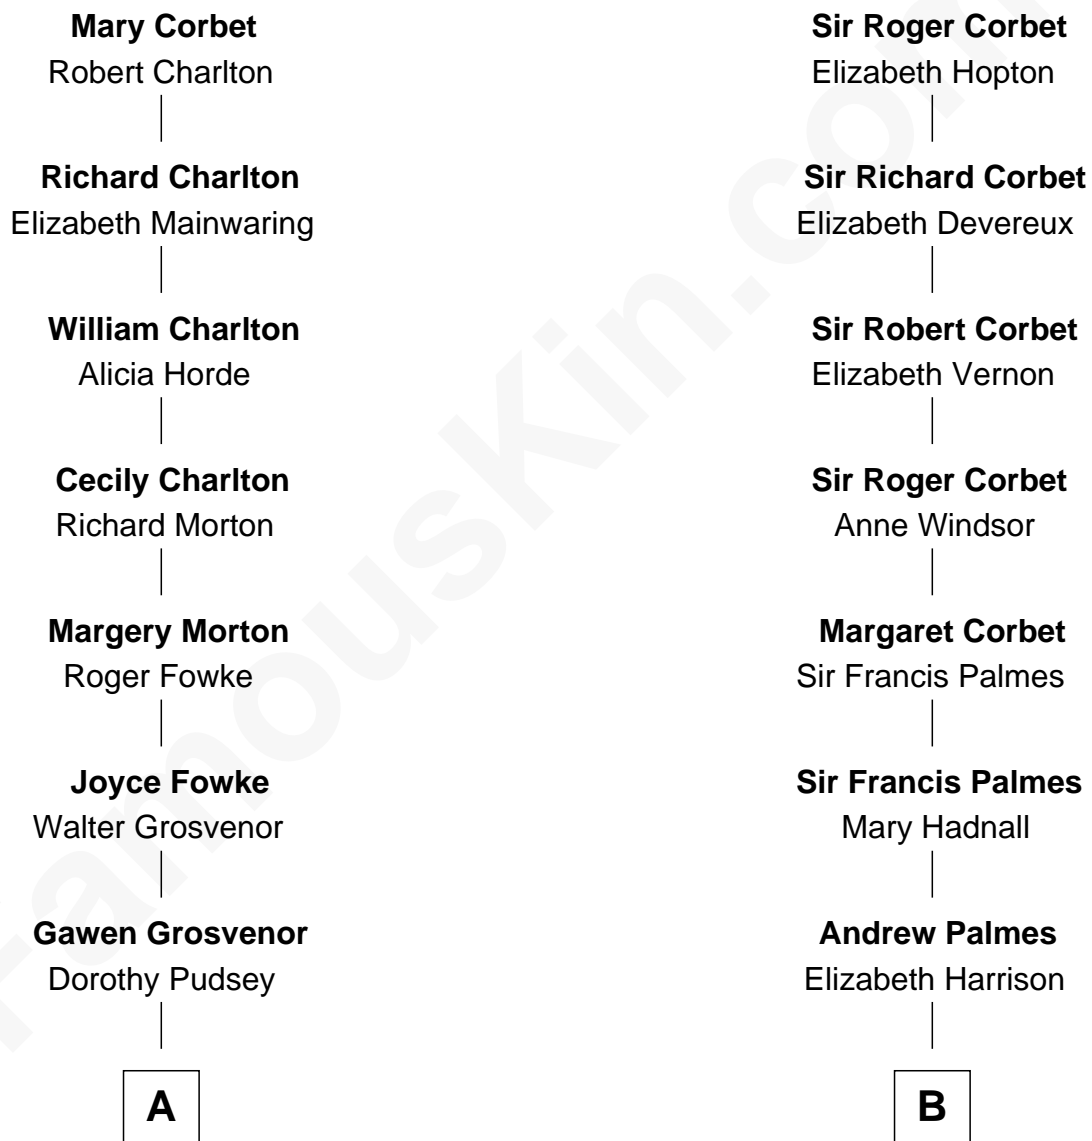 Mary Corbet
Robert Charlton
Richard Charlton
Elizabeth Mainwaring
William Charlton
Alicia Horde
Cecily Charlton
Richard Morton
Margery Morton
Roger Fowke
Joyce Fowke
Walter Grosvenor
Gawen Grosvenor
Dorothy Pudsey
A
Sir Roger Corbet
Elizabeth Hopton
Sir Richard Corbet
Elizabeth Devereux
Sir Robert Corbet
Elizabeth Vernon
Sir Roger Corbet
Anne Windsor
Margaret Corbet
Sir Francis Palmes
Sir Francis Palmes
Mary Hadnall
Andrew Palmes
Elizabeth Harrison
B
FamousKin.com